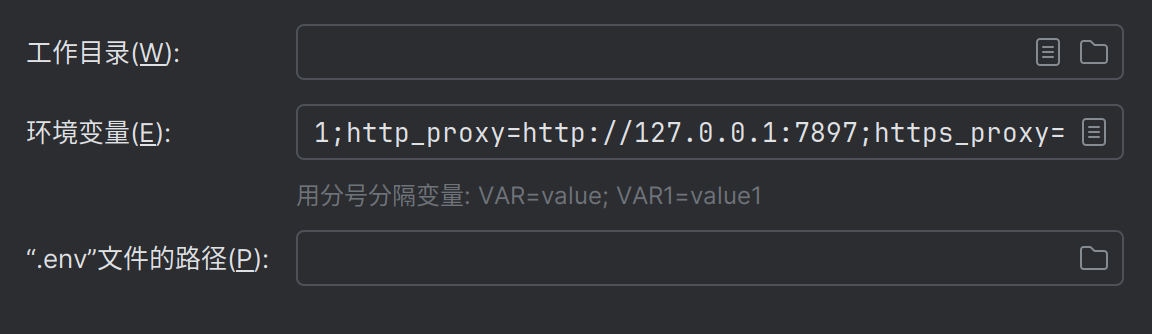 工作目录(W):
环境变量(E): 1;http_proxy=http://127.0.0.1:7897;https_proxy=
用分号分隔变量: VAR=value; VAR1=value1
“.env”文件的路径(P):